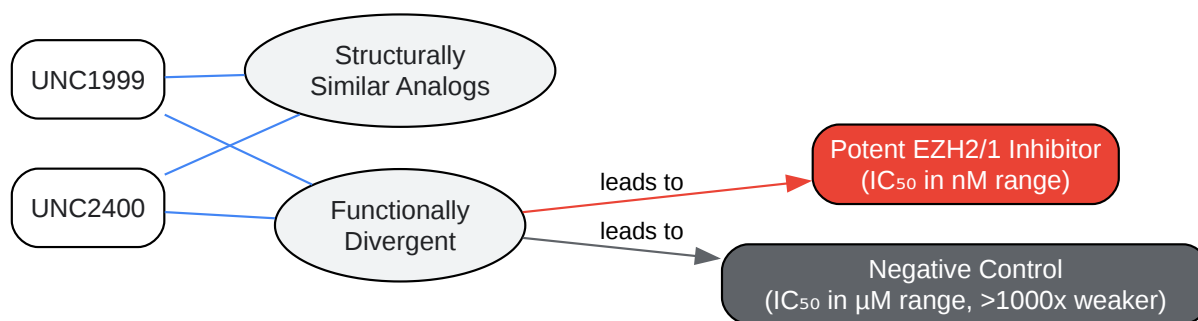 UNC1999
Structurally
Similar Analogs
UNC2400
Functionally
Divergent
leads to
leads to
Potent EZH2/1 Inhibitor
(IC₅₀ in nM range)
Negative Control
(IC₅₀ in µM range, >1000x weaker)